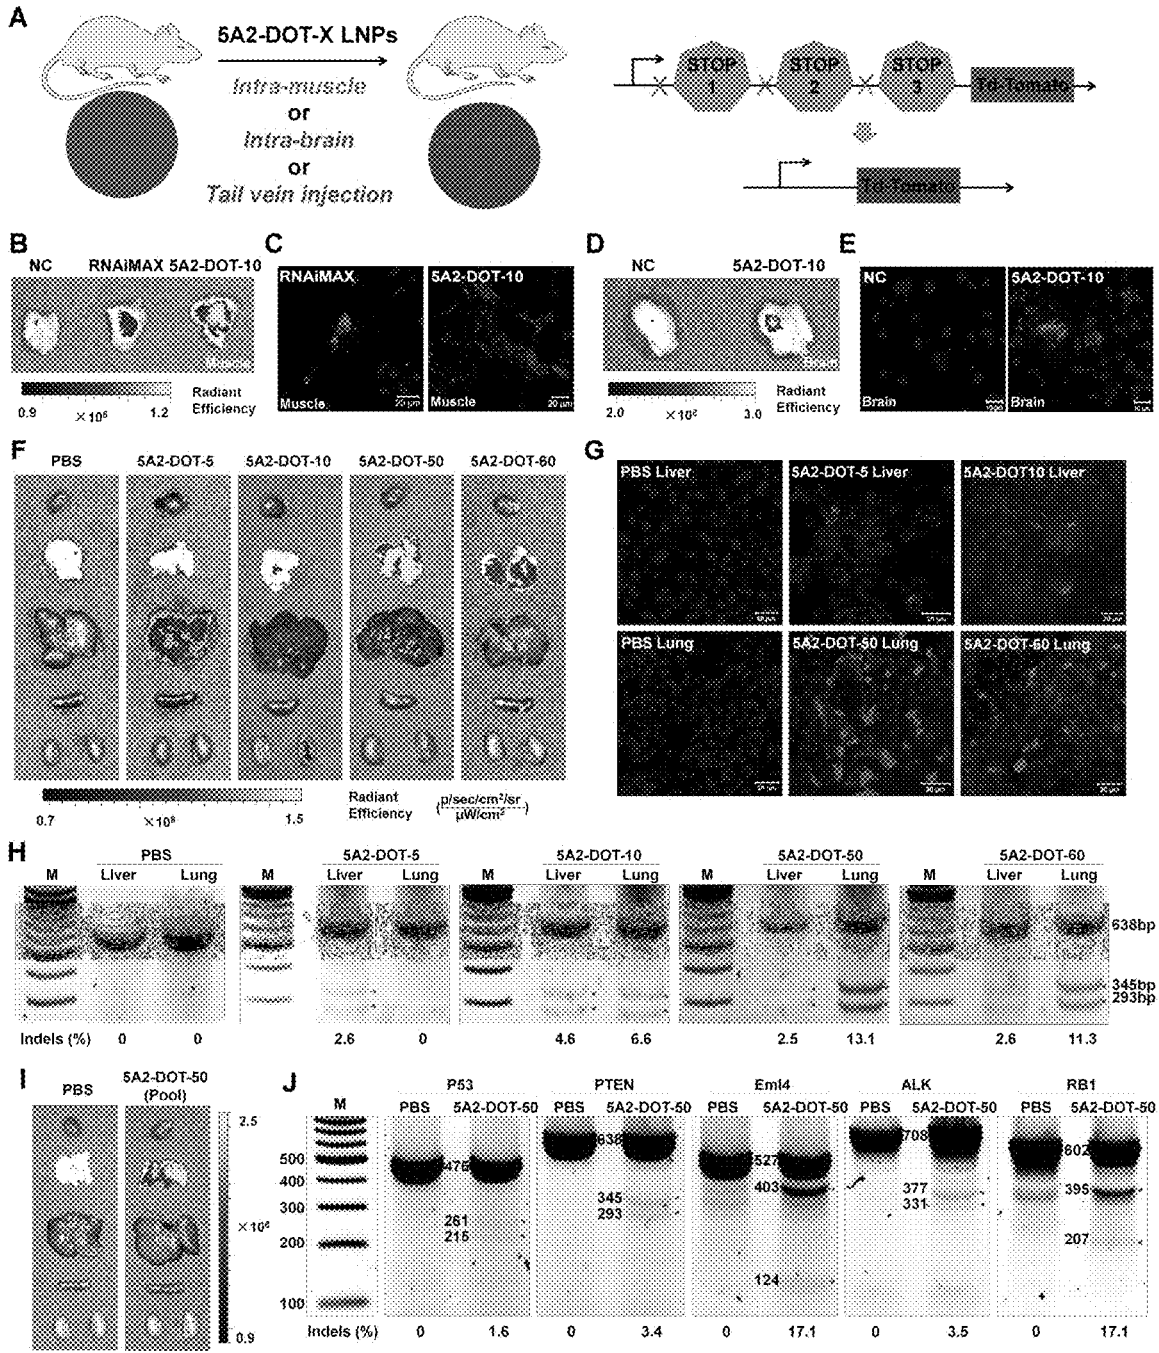 A
5A2-DOT-X LNPs
Intra-muscle
or
Intra-brain
or
Tail vein injection
STOP 1
STOP 2
STOP 3
Td-Tomato
Td-Tomato
B
NC RNAiMAX 5A2-DOT-10
Muscle
0.9 ×10⁶ 1.2
Radiant
Efficiency
C
RNAiMAX
Muscle
20 μm
5A2-DOT-10
Muscle
20 μm
D
NC 5A2-DOT-10
2.0 ×10⁶ 3.0
Radiant
Efficiency
E
NC
Brain
5A2-DOT-10
Brain
F
PBS 5A2-DOT-5 5A2-DOT-10 5A2-DOT-50 5A2-DOT-60
0.7 ×10⁸ 1.5
Radiant
Efficiency
(p/sec/cm²/sr
μW/cm²)
G
PBS Liver
5A2-DOT-5 Liver
5A2-DOT10 Liver
PBS Lung
5A2-DOT-50 Lung
5A2-DOT-60 Lung
H
PBS 5A2-DOT-5 5A2-DOT-10 5A2-DOT-50 5A2-DOT-60
M Liver Lung M Liver Lung M Liver Lung M Liver Lung M Liver Lung
638bp
345bp
293bp
Indels (%) 0 0 2.6 0 4.6 6.6 2.5 13.1 2.6 11.3
I
PBS 5A2-DOT-50
(Pool)
2.5
×10⁶
0.9
J
P53 PTEN Eml4 ALK RB1
M PBS 5A2-DOT-50 PBS 5A2-DOT-50 PBS 5A2-DOT-50 PBS 5A2-DOT-50 PBS 5A2-DOT-50
500
400
300
200
100
476
261
215
638
345
293
527
403
124
708
377
331
602
395
207
Indels (%) 0 1.6 0 3.4 0 17.1 0 3.5 0 17.1